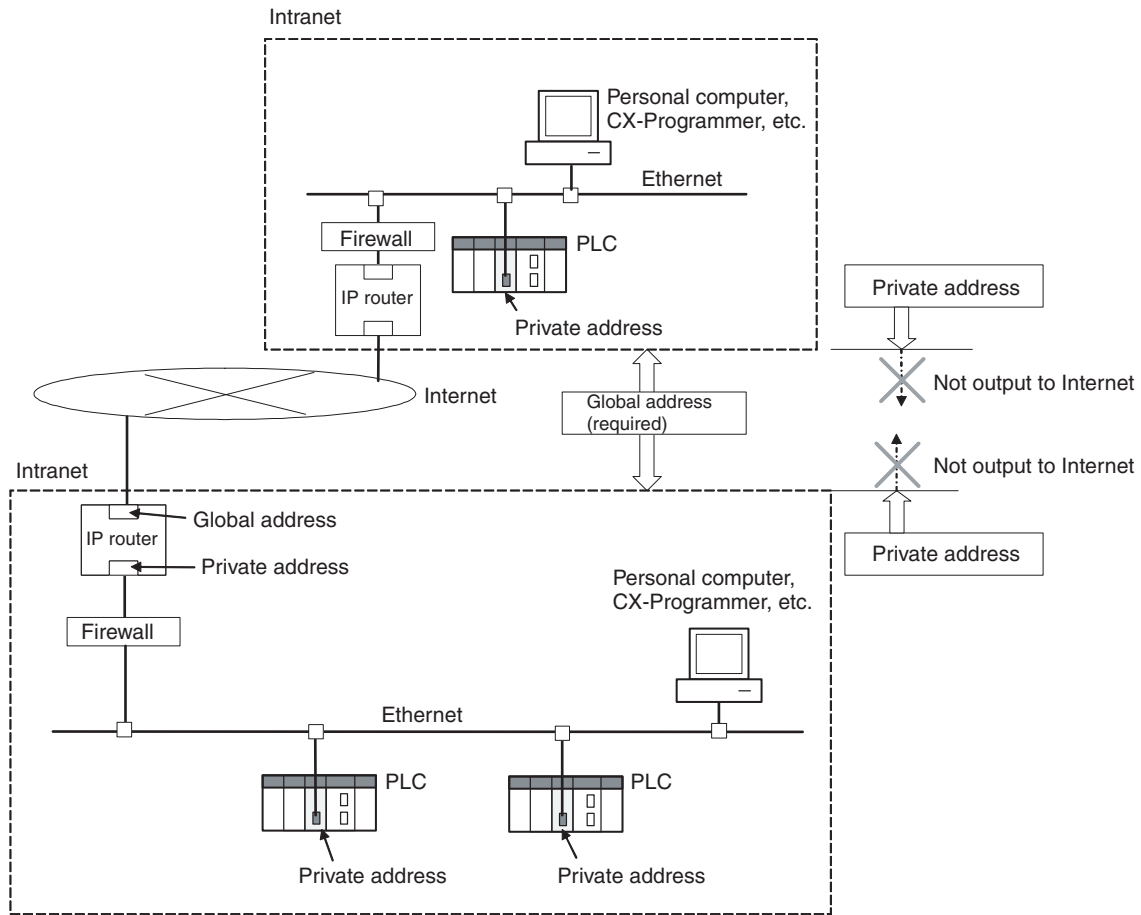 Intranet
Personal computer,
CX-Programmer, etc.
Ethernet
Firewall
PLC
IP router
Private address
Private address
Not output to Internet
Internet
Global address
(required)
Not output to Internet
Private address
Intranet
Global address
IP router
Private address
Personal computer,
CX-Programmer, etc.
Firewall
Ethernet
PLC
PLC
Private address
Private address